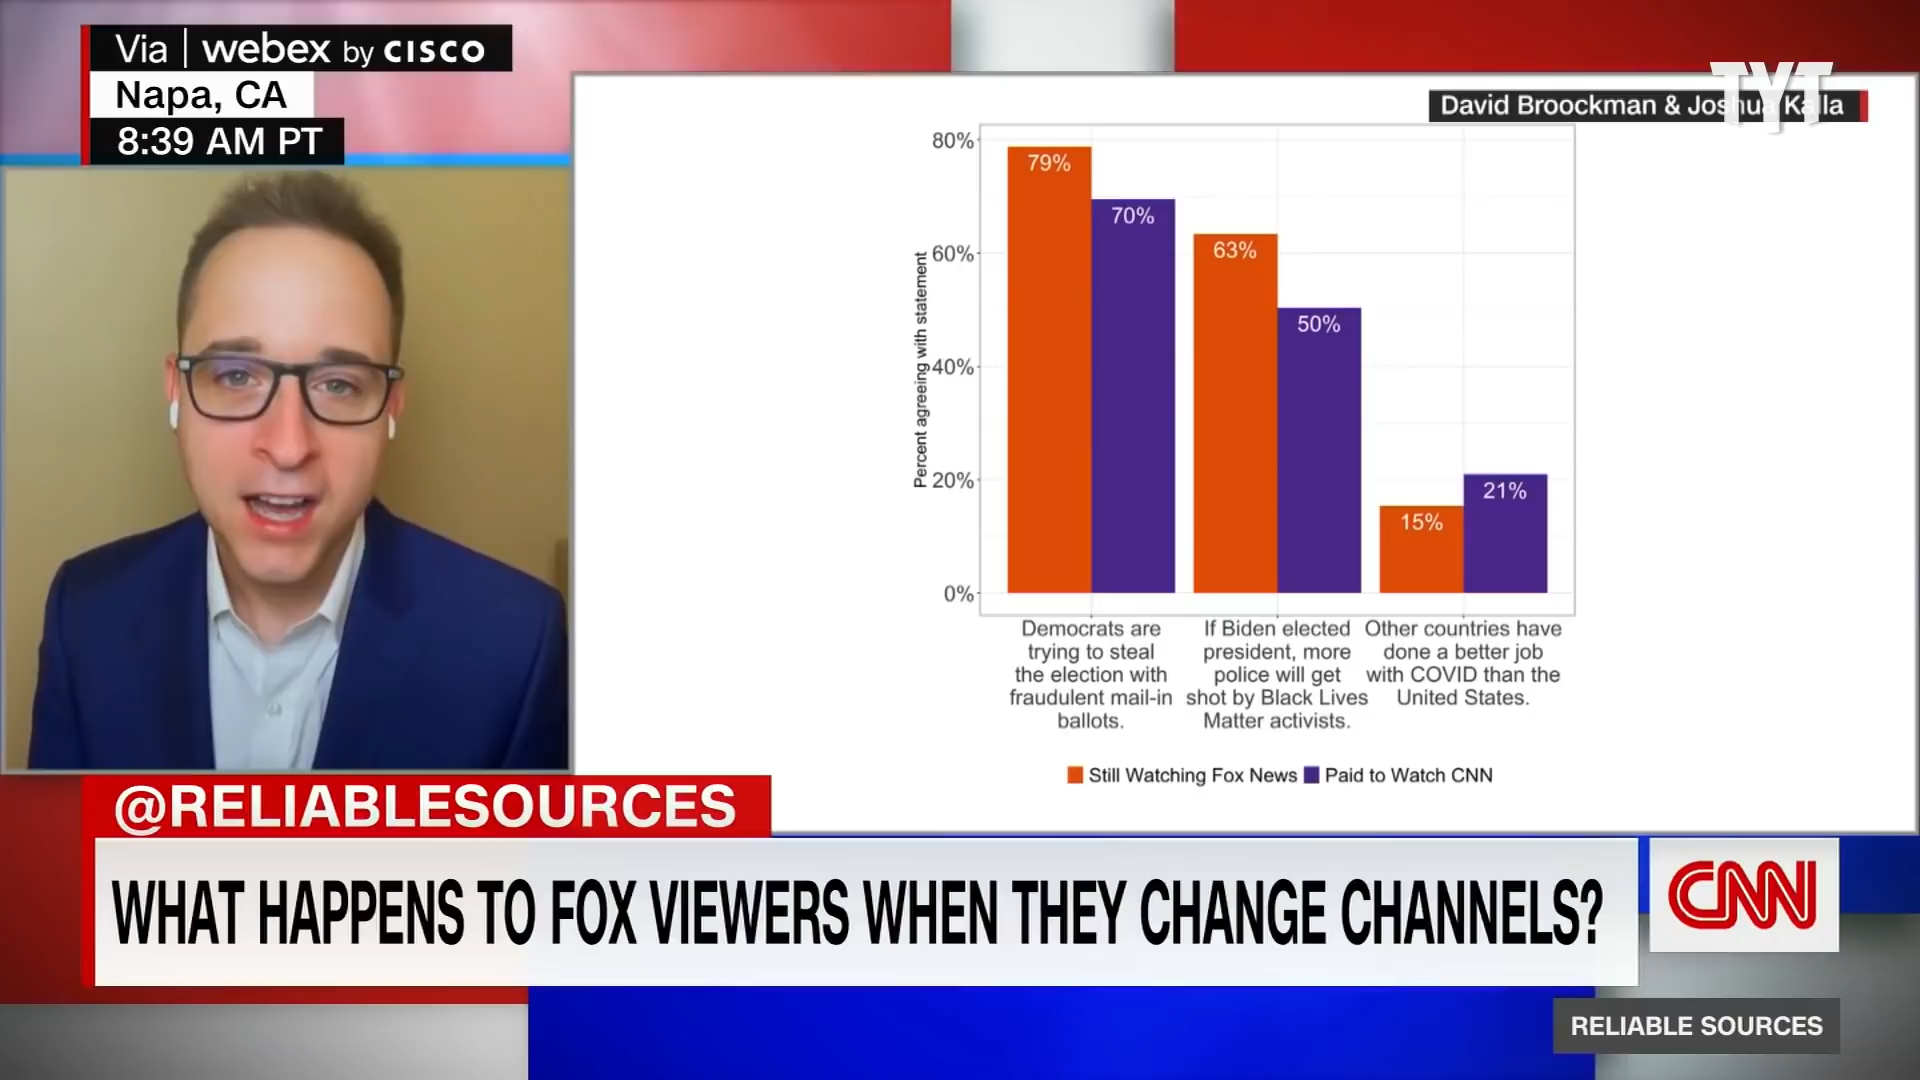 Via | webex by CISCO
Napa, CA
8:39 AM PT
TYT
David Broockman & Joshua Kalla
Percent agreeing with statement
80%
60%
40%
20%
0%
79%
70%
63%
50%
15%
21%
Democrats are
trying to steal
the election with
fraudulent mail-in
ballots.
If Biden elected
president, more
police will get
shot by Black Lives
Matter activists.
Other countries have
done a better job
with COVID than the
United States.
Still Watching Fox News
Paid to Watch CNN
@RELIABLESOURCES
WHAT HAPPENS TO FOX VIEWERS WHEN THEY CHANGE CHANNELS?
CNN
RELIABLE SOURCES